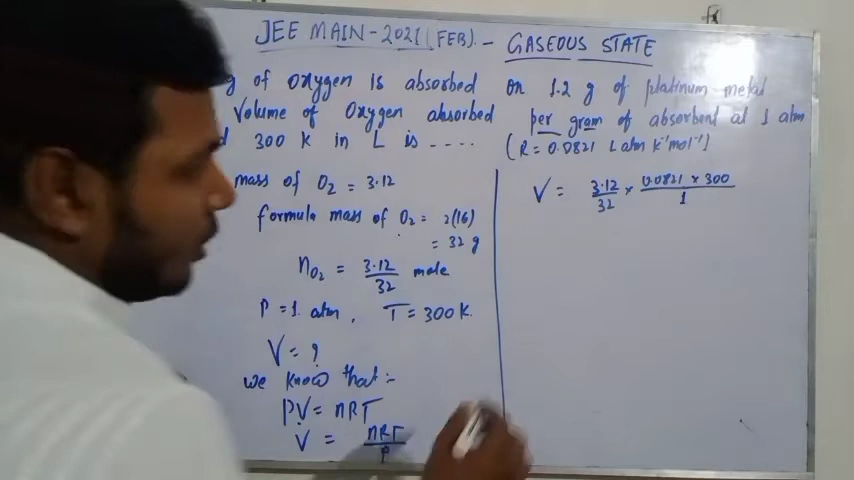 JEE MAIN-2021 (FEB). - GASEOUS STATE
g of oxygen is absorbed on 1.2 g of platinum metal
Volume of oxygen absorbed per gram of absorbent at 1 atm
300 K in L is .... (R = 0.0821 L atm K⁻¹ mol⁻¹)
mass of O₂ = 3.12
formula mass of O₂ = 2(16)
= 32 g
nO₂ = 3.12/32 mole
P = 1 atm, T = 300 K.
V = ?
we know that :-
PV = nRT
V = nRT/P
V = 3.12/32 × 0.0821 × 300/1